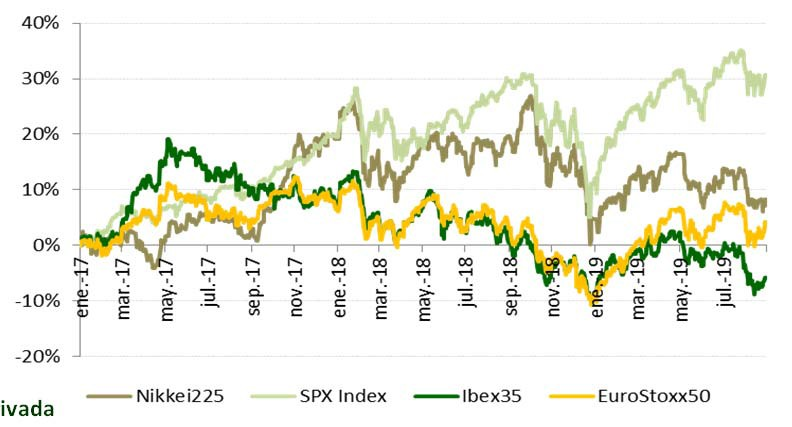 40%
30%
20%
10%
0%
-10%
-20%
ene.-17
mar.-17
may.-17
jul.-17
sep.-17
nov.-17
ene.-18
mar.-18
may.-18
jul.-18
sep.-18
nov.-18
ene.-19
mar.-19
may.-19
jul.-19
Nikkei225 SPX Index Ibex35 EuroStoxx50
ivada